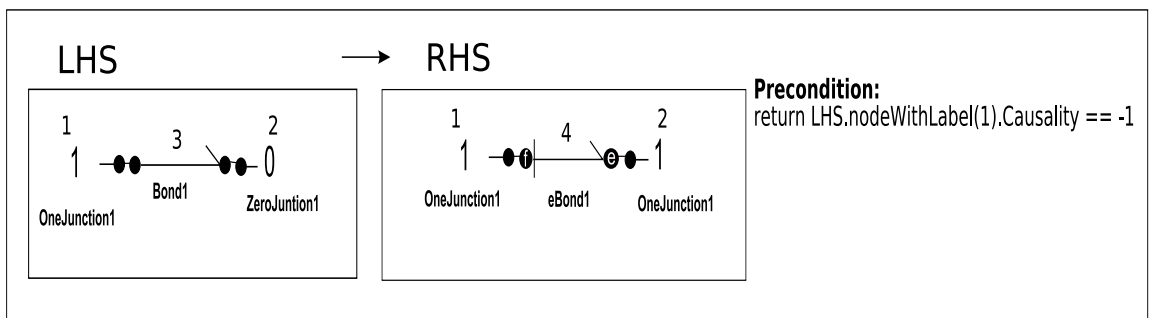 LHS → RHS
Precondition:
return LHS.nodeWithLabel(1).Causality == -1
1 3 2
1 0
Bond1
OneJunction1 ZeroJuntion1
1 4 2
1 f e 1
OneJunction1 eBond1 OneJunction1